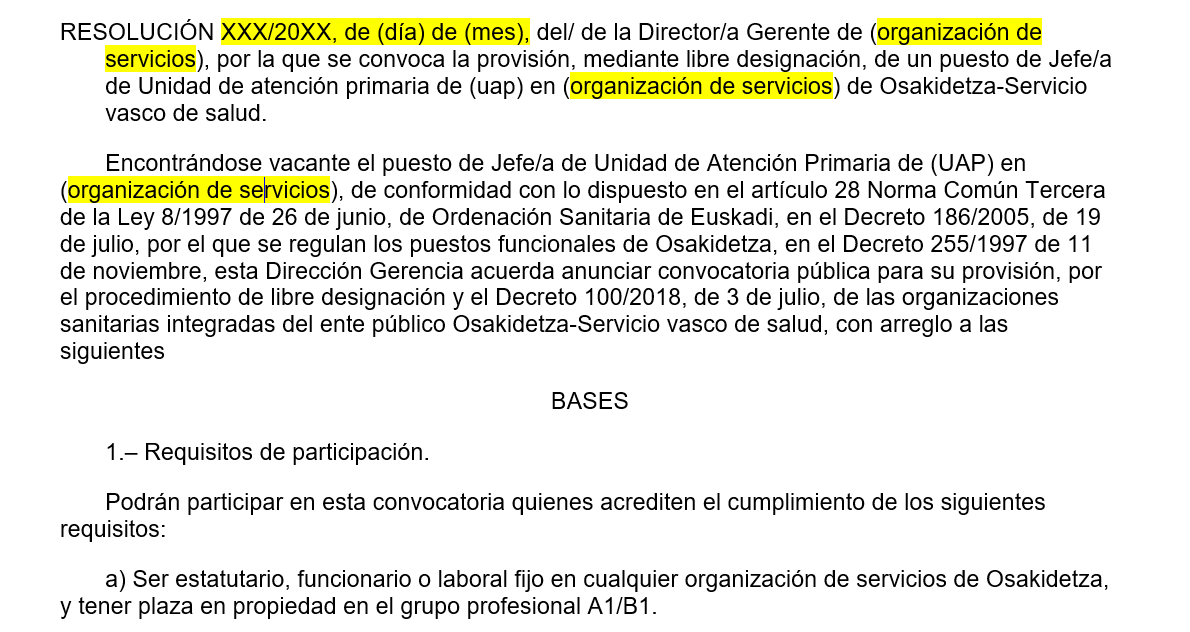 RESOLUCIÓN XXX/20XX, de (día) de (mes), del/ de la Director/a Gerente de (organización de
servicios), por la que se convoca la provisión, mediante libre designación, de un puesto de Jefe/a
de Unidad de atención primaria de (uap) en (organización de servicios) de Osakidetza-Servicio
vasco de salud.
Encontrándose vacante el puesto de Jefe/a de Unidad de Atención Primaria de (UAP) en
(organización de servicios), de conformidad con lo dispuesto en el artículo 28 Norma Común Tercera
de la Ley 8/1997 de 26 de junio, de Ordenación Sanitaria de Euskadi, en el Decreto 186/2005, de 19
de julio, por el que se regulan los puestos funcionales de Osakidetza, en el Decreto 255/1997 de 11
de noviembre, esta Dirección Gerencia acuerda anunciar convocatoria pública para su provisión, por
el procedimiento de libre designación y el Decreto 100/2018, de 3 de julio, de las organizaciones
sanitarias integradas del ente público Osakidetza-Servicio vasco de salud, con arreglo a las
siguientes
BASES
1.– Requisitos de participación.
Podrán participar en esta convocatoria quienes acrediten el cumplimiento de los siguientes
requisitos:
a) Ser estatutario, funcionario o laboral fijo en cualquier organización de servicios de Osakidetza,
y tener plaza en propiedad en el grupo profesional A1/B1.